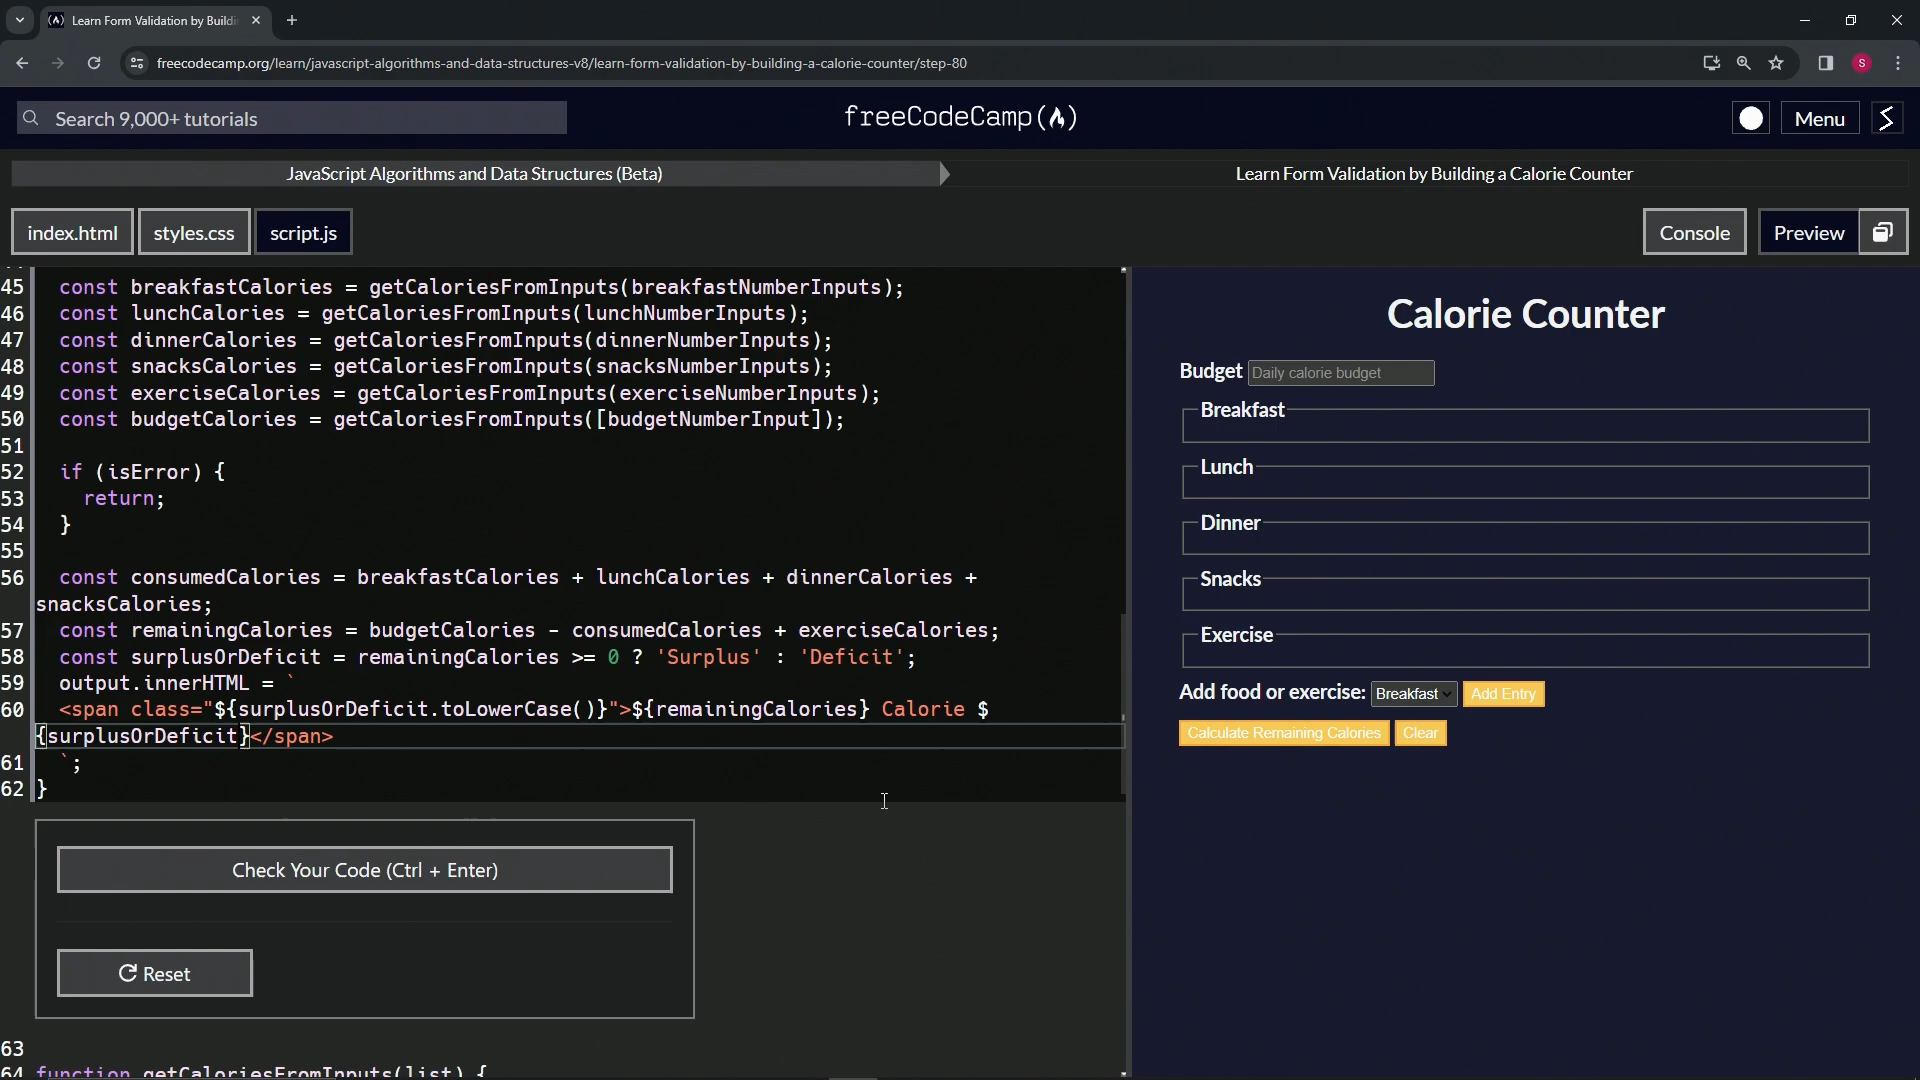 Learn Form Validation by Buildi
freecodecamp.org/learn/javascript-algorithms-and-data-structures-v8/learn-form-validation-by-building-a-calorie-counter/step-80
S
Search 9,000+ tutorials
freeCodeCamp
Menu
JavaScript Algorithms and Data Structures (Beta)
Learn Form Validation by Building a Calorie Counter
index.html
styles.css
script.js
Console
Preview
45 const breakfastCalories = getCaloriesFromInputs(breakfastNumberInputs);
46 const lunchCalories = getCaloriesFromInputs(lunchNumberInputs);
47 const dinnerCalories = getCaloriesFromInputs(dinnerNumberInputs);
48 const snacksCalories = getCaloriesFromInputs(snacksNumberInputs);
49 const exerciseCalories = getCaloriesFromInputs(exerciseNumberInputs);
50 const budgetCalories = getCaloriesFromInputs([budgetNumberInput]);
51
52 if (isError) {
53 return;
54 }
55
56 const consumedCalories = breakfastCalories + lunchCalories + dinnerCalories +
snacksCalories;
57 const remainingCalories = budgetCalories - consumedCalories + exerciseCalories;
58 const surplusOrDeficit = remainingCalories >= 0 ? 'Surplus' : 'Deficit';
59 output.innerHTML = `
60 <span class="${surplusOrDeficit.toLowerCase()}">${remainingCalories} Calorie $
{surplusOrDeficit}</span>
61 `;
62 }
Check Your Code (Ctrl + Enter)
Reset
63
64 function getCaloriesFromInputs(list) {
Calorie Counter
Budget Daily calorie budget
Breakfast
Lunch
Dinner
Snacks
Exercise
Add food or exercise: Breakfast Add Entry
Calculate Remaining Calories Clear